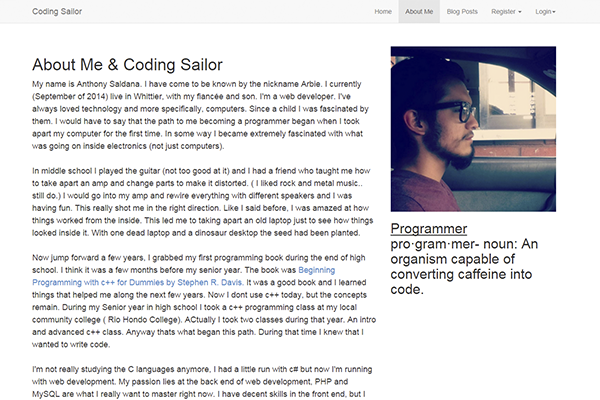 Coding Sailor
Home
About Me
Blog Posts
Register
Login
About Me & Coding Sailor
My name is Anthony Saldana. I have come to be known by the nickname Arbie. I currently
(September of 2014) live in Whittier, with my fiancée and son. I'm a web developer. I've
always loved technology and more specifically, computers. Since a child I was fascinated by
them. I would have to say that the path to me becoming a programmer began when I took
apart my computer for the first time. In some way I became extremely fascinated with what
was going on inside electronics (not just computers).
In middle school I played the guitar (not too good at it) and I had a friend who taught me how
to take apart an amp and change parts to make it distorted. ( I liked rock and metal music..
still do.) I would go into my amp and rewire everything with different speakers and I was
having fun. This really shot me in the right direction. Like I said before, I was amazed at how
things worked from the inside. This led me to taking apart an old laptop just to see how things
looked inside it. With one dead laptop and a dinosaur desktop the seed had been planted.
Now jump forward a few years, I grabbed my first programming book during the end of high
school. I think it was a few months before my senior year. The book was Beginning
Programming with c++ for Dummies by Stephen R. Davis. It was a good book and I learned
things that helped me along the next few years. Now I dont use c++ today, but the concepts
remain. During my Senior year in high school I took a c++ programming class at my local
community college ( Rio Hondo College). ACtually I took two classes during that year. An intro
and advanced c++ class. Anyway thats what began this path. During that time I knew that I
wanted to write code.
I'm not really studying the C languages anymore, I had a little run with c# but now I'm running
with web development. My passion lies at the back end of web development, PHP and
MySQL are what I really want to master right now. I have decent skills in the front end, but I
Programmer
pro·gram·mer- noun: An
organism capable of
converting caffeine into
code.